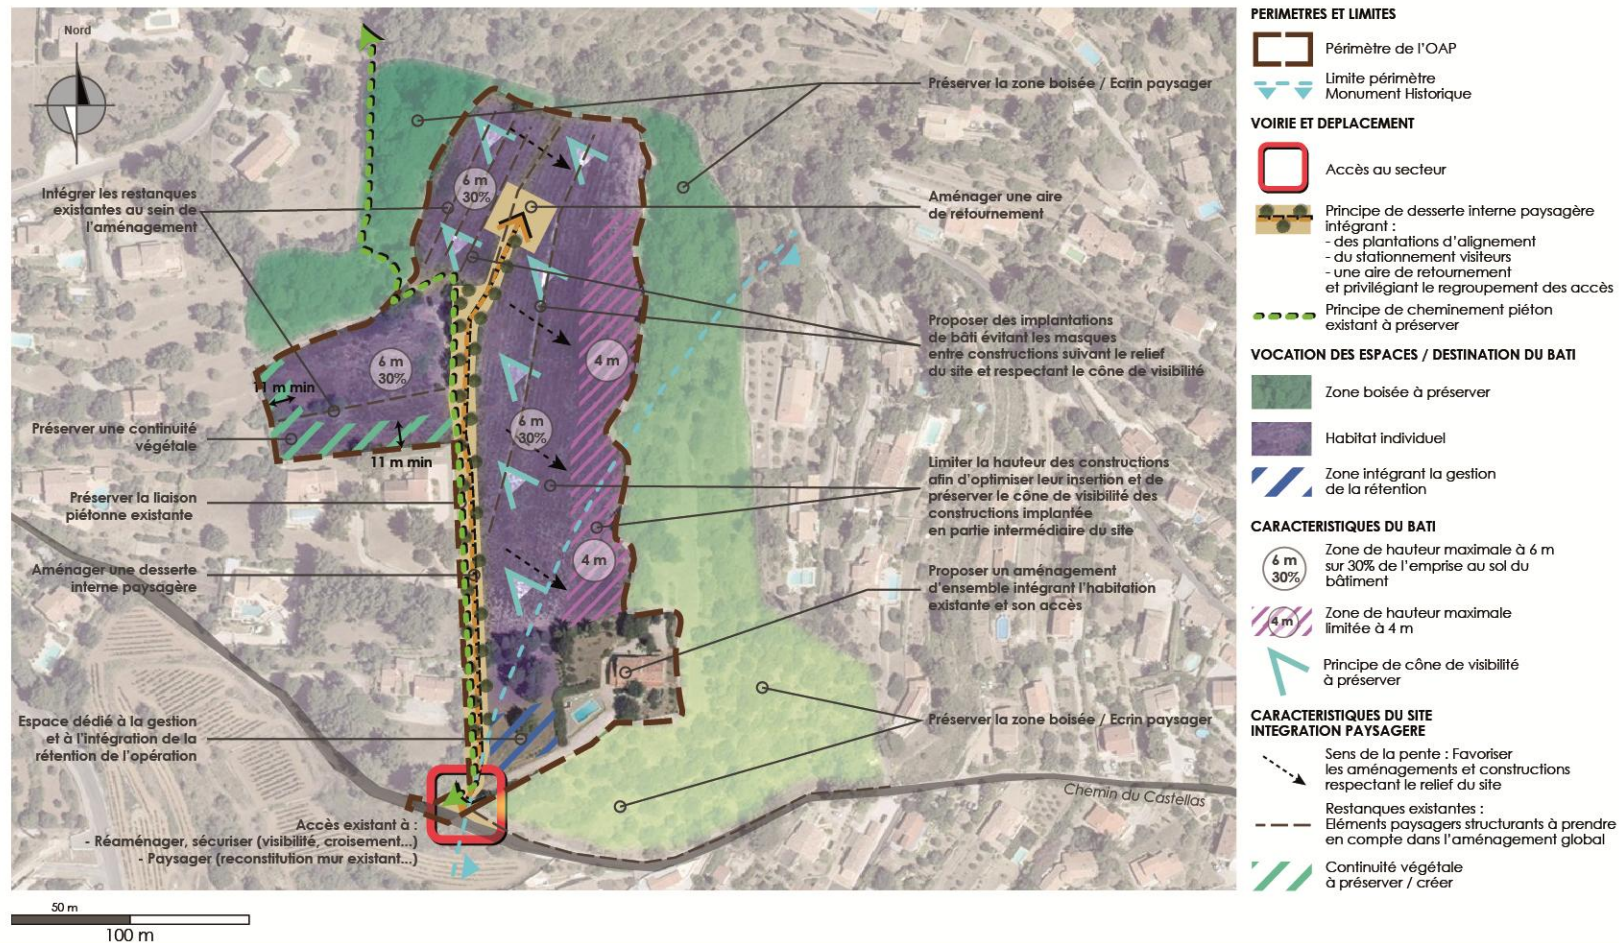 Nord
Préserver la zone boisée / Ecrin paysager
Intégrer les restanques
existantes au sein de
l'aménagement
Aménager une aire
de retournement
6 m
30%
Proposer des implantations
de bâti évitant les masques
entre constructions suivant le relief
du site et respectant le cône de visibilité
4 m
6 m
30%
11 m min
Préserver une continuité
végétale
11 m min
6 m
30%
Limiter la hauteur des constructions
afin d'optimiser leur insertion et de
préserver le cône de visibilité des
constructions implantée
en partie intermédiaire du site
Préserver la liaison
piétonne existante
4 m
Aménager une desserte
interne paysagère
Proposer un aménagement
d'ensemble intégrant l'habitation
existante et son accès
Espace dédié à la gestion
et à l'intégration de la
rétention de l'opération
Préserver la zone boisée / Ecrin paysager
Chemin du Castellas
Accès existant à :
- Réaménager, sécuriser (visibilité, croisement...)
- Paysager (reconstitution mur existant...)
50 m
100 m
PERIMETRES ET LIMITES
Périmètre de l'OAP
Limite périmètre
Monument Historique
VOIRIE ET DEPLACEMENT
Accès au secteur
Principe de desserte interne paysagère
intégrant :
- des plantations d'alignement
- du stationnement visiteurs
- une aire de retournement
et privilégiant le regroupement des accès
Principe de cheminement piéton
existant à préserver
VOCATION DES ESPACES / DESTINATION DU BATI
Zone boisée à préserver
Habitat individuel
Zone intégrant la gestion
de la rétention
CARACTERISTIQUES DU BATI
6 m
30%
Zone de hauteur maximale à 6 m
sur 30% de l'emprise au sol du
bâtiment
4 m
Zone de hauteur maximale
limitée à 4 m
Principe de cône de visibilité
à préserver
CARACTERISTIQUES DU SITE
INTEGRATION PAYSAGERE
Sens de la pente : Favoriser
les aménagements et constructions
respectant le relief du site
Restanques existantes :
Eléments paysagers structurants à prendre
en compte dans l'aménagement global
Continuité végétale
à préserver / créer